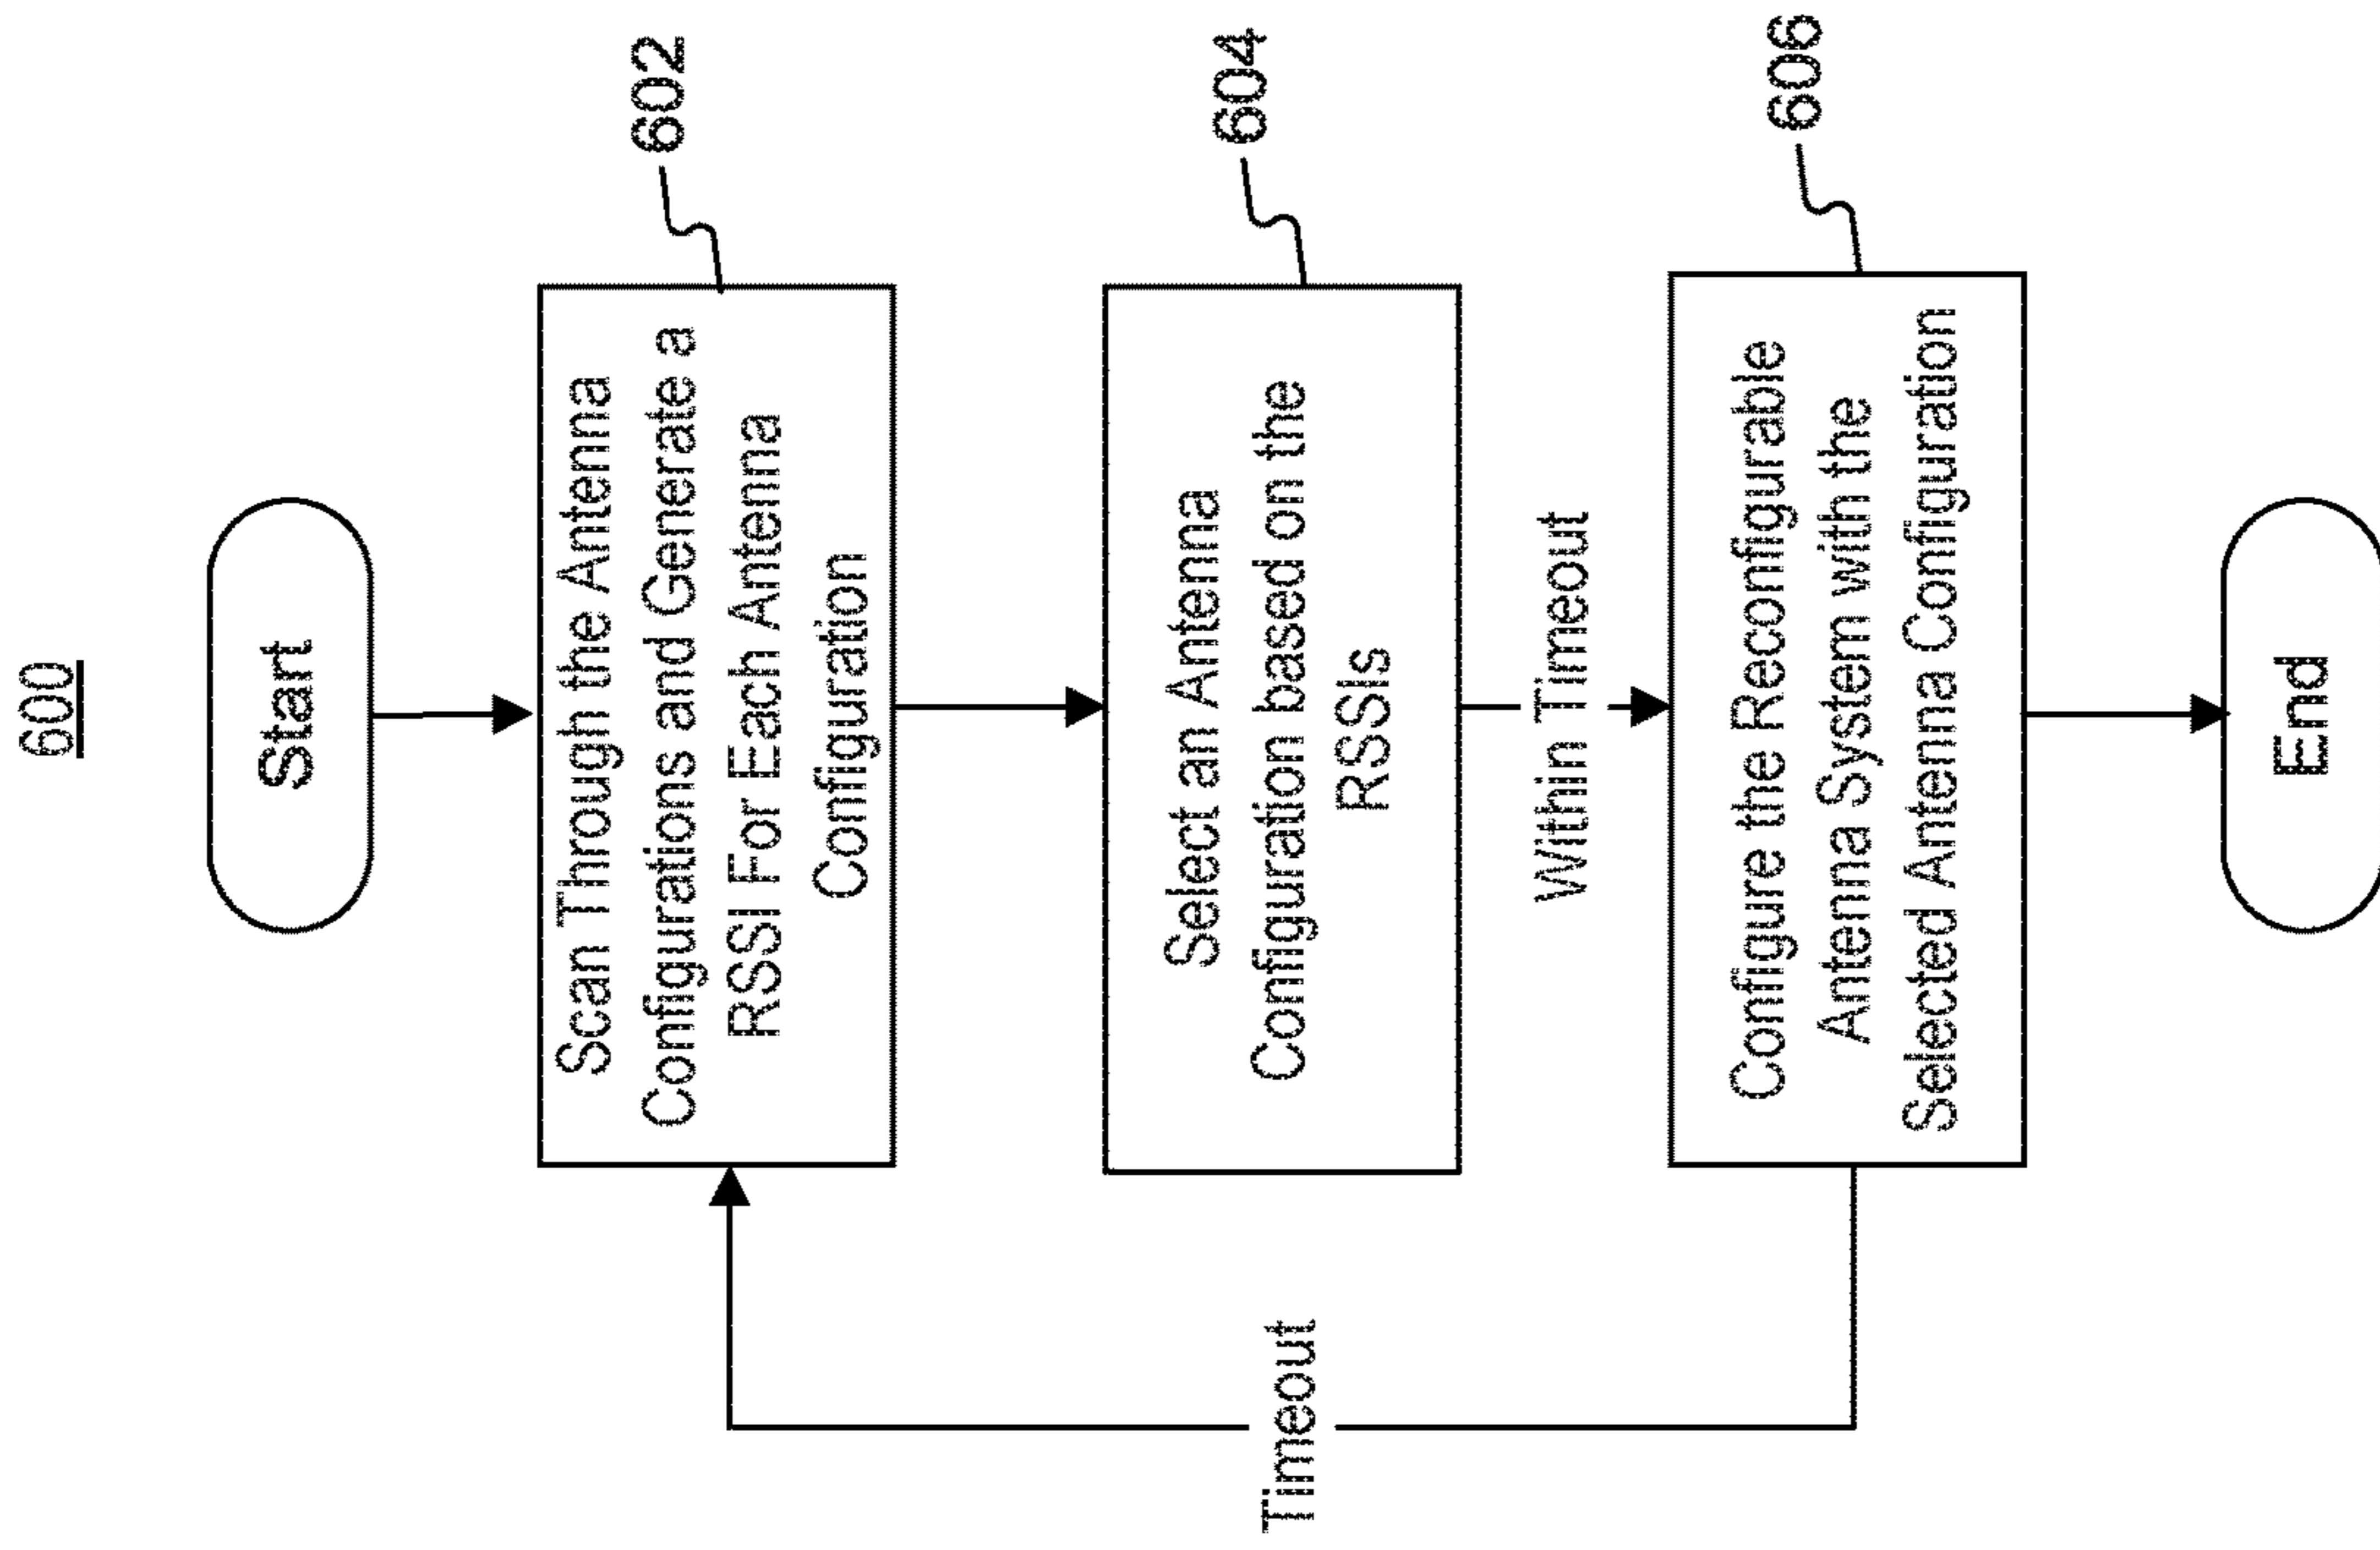 600
Start
602
Scan Through the Antenna
Configurations and Generate a
RSSI For Each Antenna
Configuration
604
Select an Antenna
Configuration based on the
RSSIs
Within Timeout
Timeout
606
Configure the Reconfigurable
Antenna System with the
Selected Antenna Configuration
End